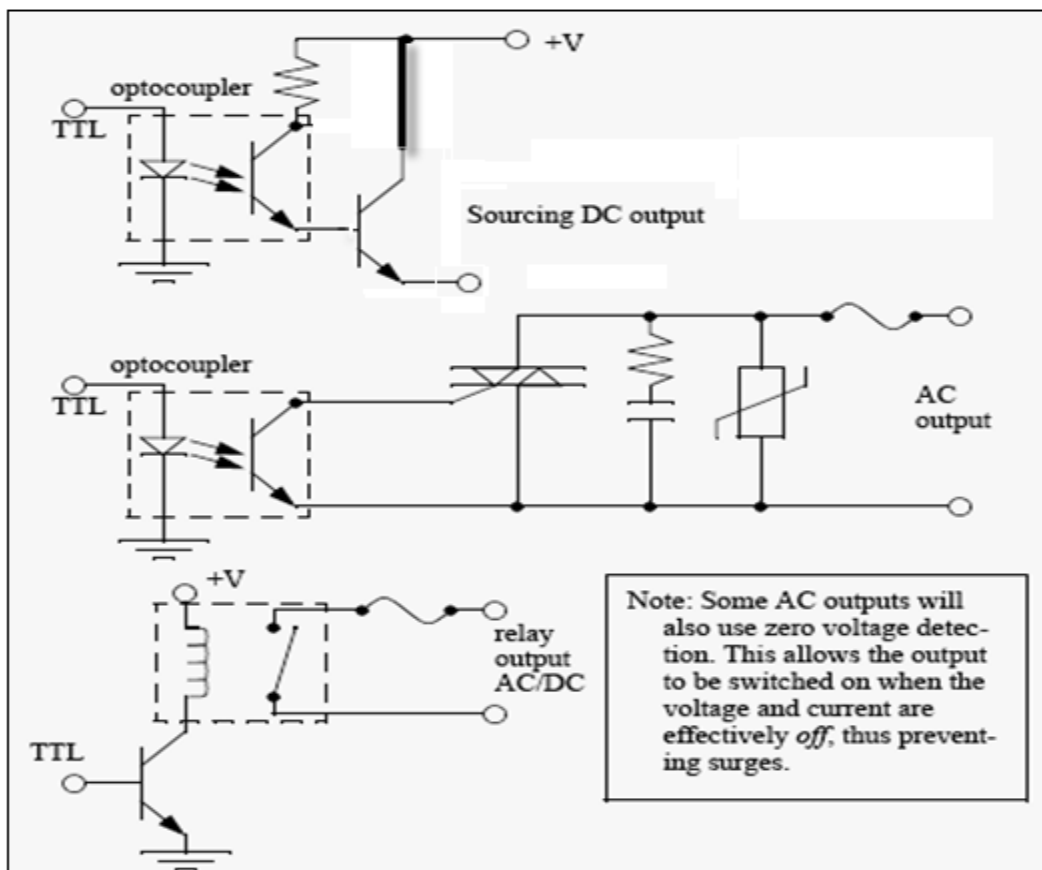 +V
optocoupler
TTL
Sourcing DC output
optocoupler
TTL
AC
output
+V
relay
output
AC/DC
TTL
Note: Some AC outputs will
also use zero voltage detec-
tion. This allows the output
to be switched on when the
voltage and current are
effectively off, thus prevent-
ing surges.